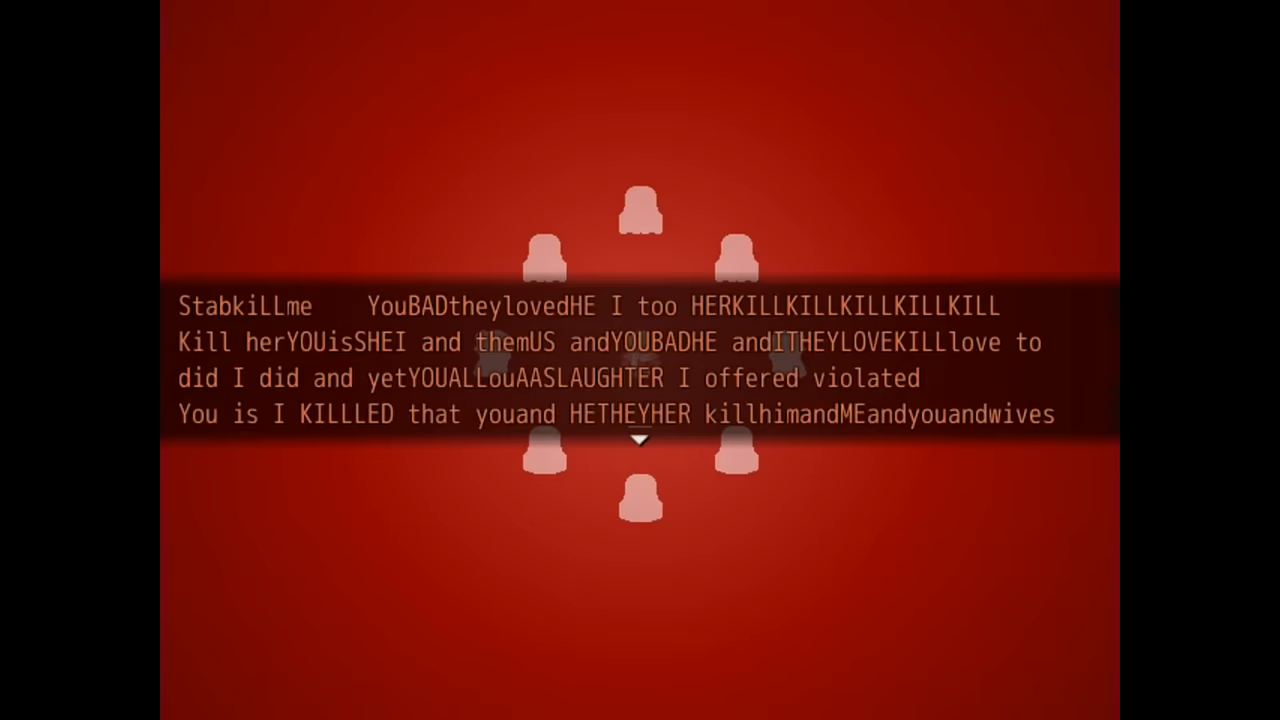 StabkiLLme    YouBADtheylovedHE I too HERKILLKILLKILLKILLKILL
Kill herYOUisSHEI and themUS andYOUBADHE andITHEYLOVEKILLlove to
did I did and yetYOUALLouAASLAUGHTER I offered violated
You is I KILLLED that youand HETHEYHER killhimandMEandyouandwives